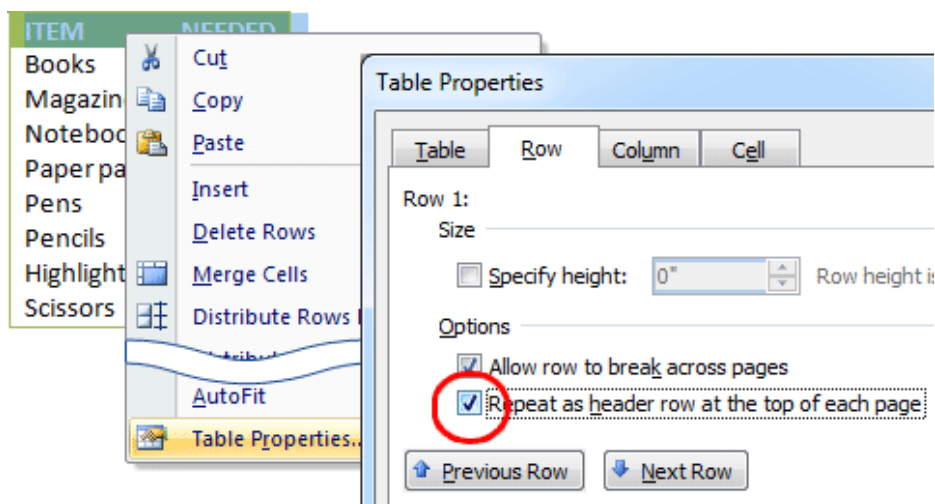 ITEM NEEDED
Books
Magazin
Noteboo
Paper pa
Pens
Pencils
Highlight
Scissors
Cut
Copy
Paste
Insert
Delete Rows
Merge Cells
Distribute Rows
AutoFit
Table Properties..
Table Properties
Table Row Column Cell
Row 1:
Size
Specify height: 0" Row height is
Options
Allow row to break across pages
Repeat as header row at the top of each page
Previous Row Next Row